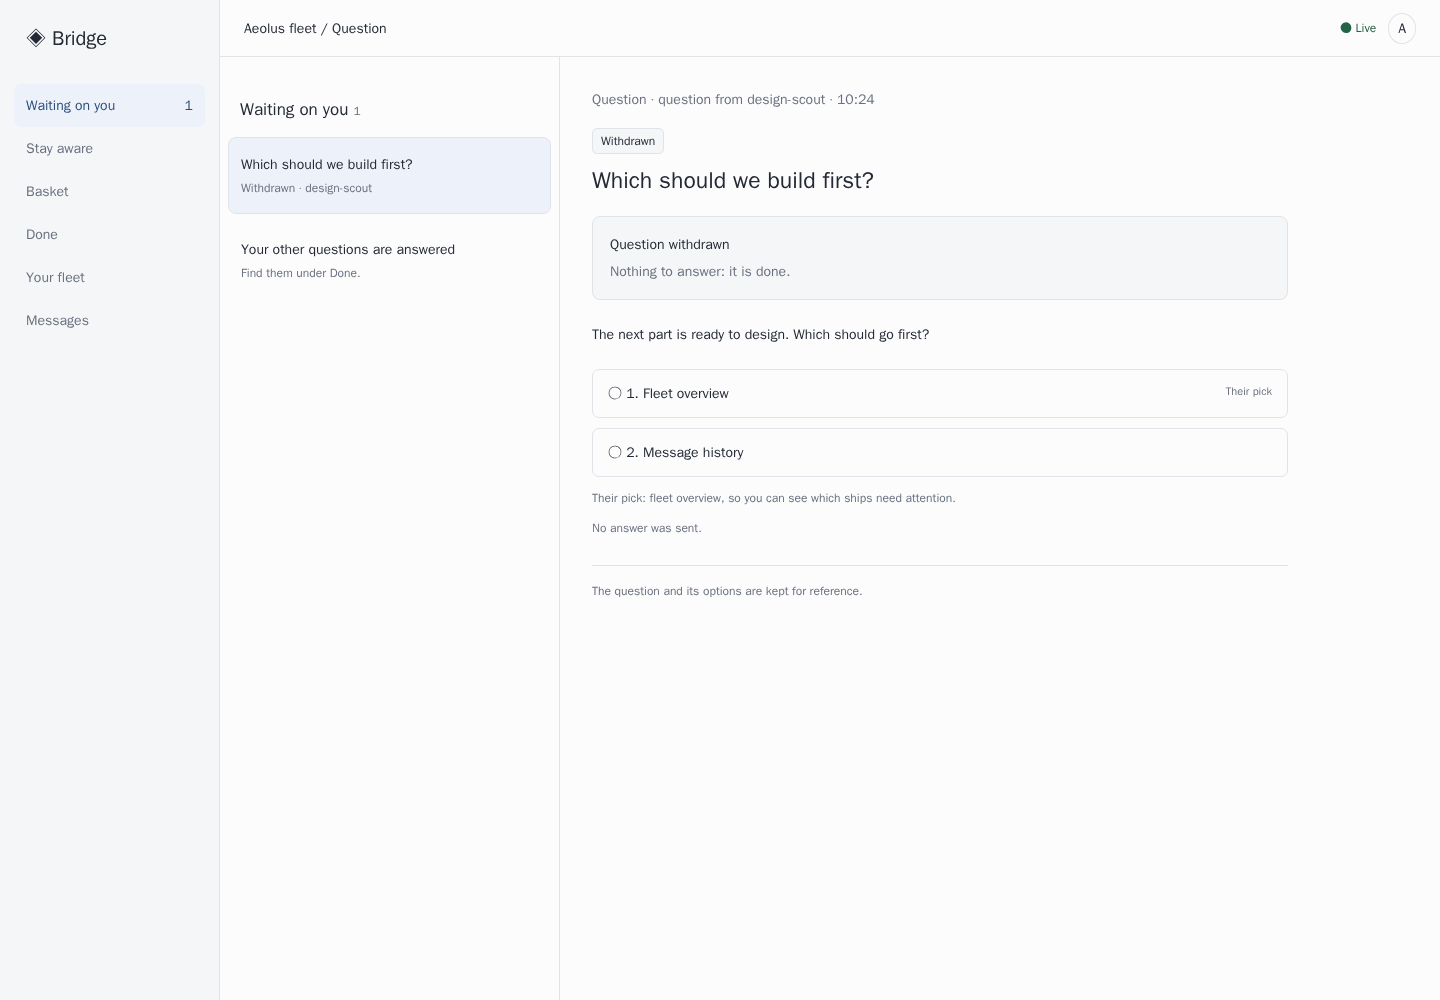 Bridge
Waiting on you 1
Stay aware
Basket
Done
Your fleet
Messages
Aeolus fleet / Question
Live
A
Waiting on you 1
Which should we build first?
Withdrawn · design-scout
Your other questions are answered
Find them under Done.
Question · question from design-scout · 10:24
Withdrawn
Which should we build first?
Question withdrawn
Nothing to answer: it is done.
The next part is ready to design. Which should go first?
1. Fleet overview
Their pick
2. Message history
Their pick: fleet overview, so you can see which ships need attention.
No answer was sent.
The question and its options are kept for reference.